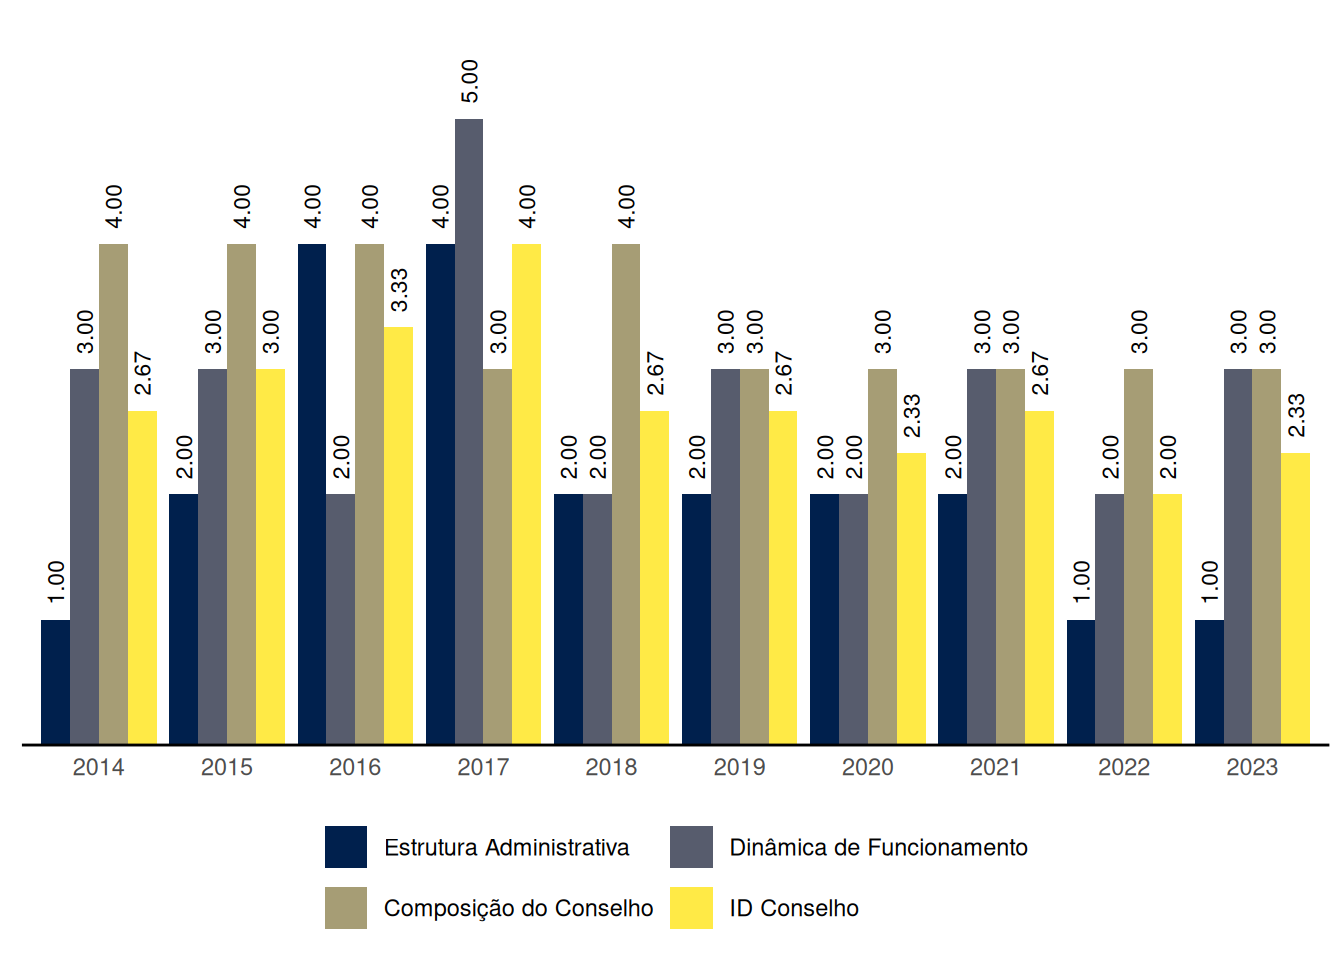 1.00 3.00 4.00 2.67
2.00 3.00 4.00 3.00
4.00 2.00 4.00 3.33
4.00 5.00 3.00 4.00
2.00 2.00 4.00 2.67
2.00 3.00 3.00 2.67
2.00 2.00 3.00 2.33
2.00 3.00 3.00 2.67
1.00 2.00 3.00 2.00
1.00 3.00 3.00 2.33
2014 2015 2016 2017 2018 2019 2020 2021 2022 2023
Estrutura Administrativa Dinâmica de Funcionamento
Composição do Conselho ID Conselho